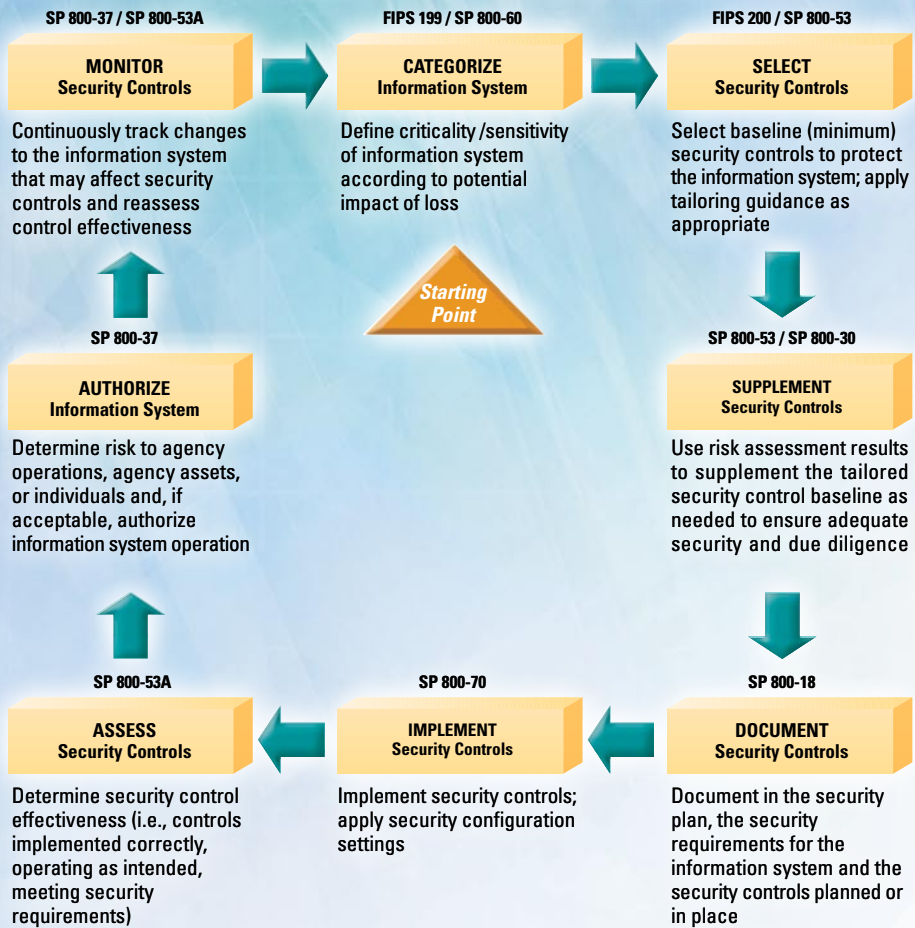 SP 800-37 / SP 800-53A
MONITOR
Security Controls
Continuously track changes
to the information system
that may affect security
controls and reassess
control effectiveness
FIPS 199 / SP 800-60
CATEGORIZE
Information System
Define criticality /sensitivity
of information system
according to potential
impact of loss
Starting
Point
FIPS 200 / SP 800-53
SELECT
Security Controls
Select baseline (minimum)
security controls to protect
the information system; apply
tailoring guidance as
appropriate
SP 800-53 / SP 800-30
SUPPLEMENT
Security Controls
Use risk assessment results
to supplement the tailored
security control baseline as
needed to ensure adequate
security and due diligence
SP 800-18
DOCUMENT
Security Controls
Document in the security
plan, the security
requirements for the
information system and the
security controls planned or
in place
SP 800-70
IMPLEMENT
Security Controls
Implement security controls;
apply security configuration
settings
SP 800-53A
ASSESS
Security Controls
Determine security control
effectiveness (i.e., controls
implemented correctly,
operating as intended,
meeting security
requirements)
SP 800-37
AUTHORIZE
Information System
Determine risk to agency
operations, agency assets,
or individuals and, if
acceptable, authorize
information system operation